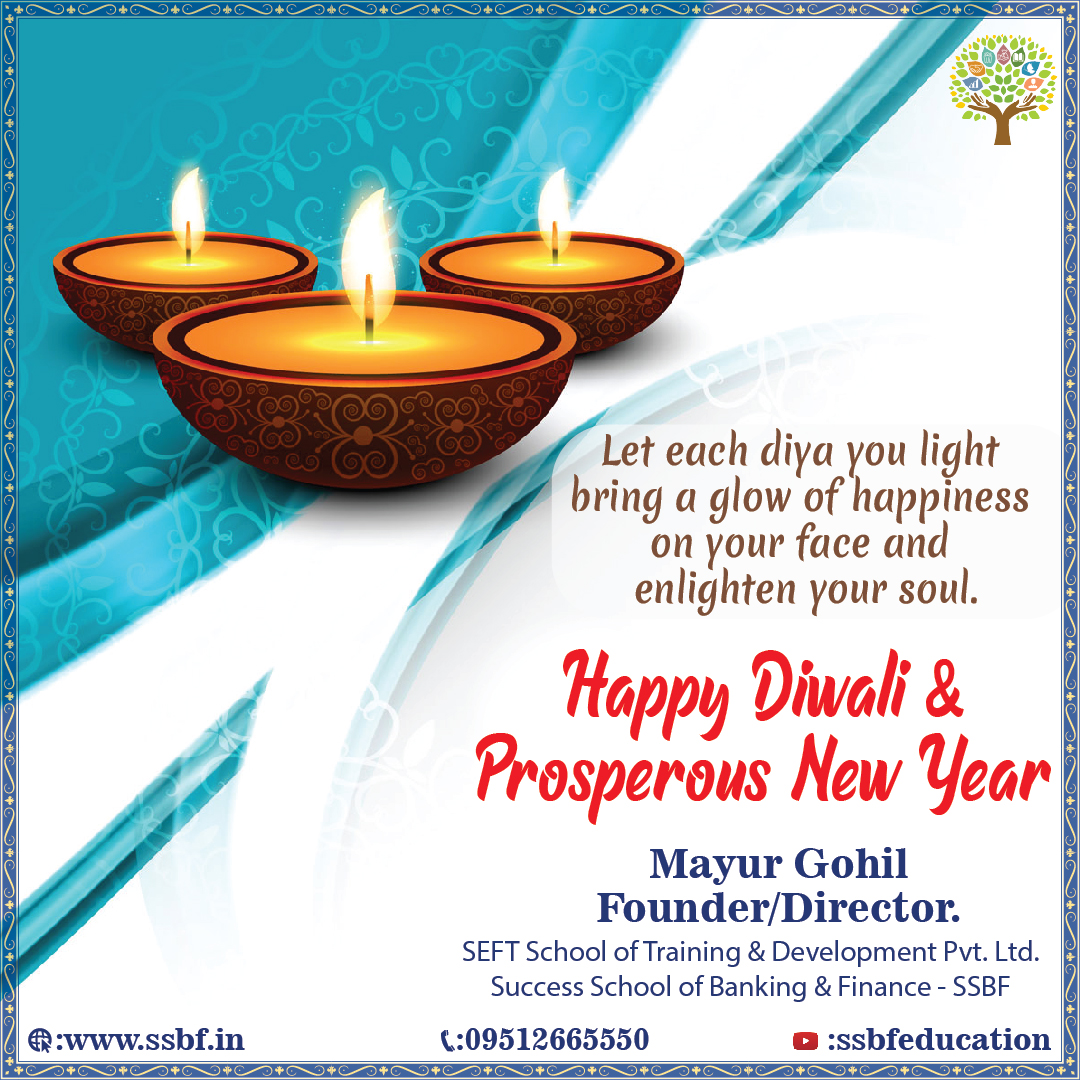 Let each diya you light
bring a glow of happiness
on your face and
enlighten your soul.
Happy Diwali &
Prosperous New Year
Mayur Gohil
Founder/Director.
SEFT School of Training & Development Pvt. Ltd.
Success School of Banking & Finance - SSBF
:www.ssbf.in
:09512665550
:ssbfeducation